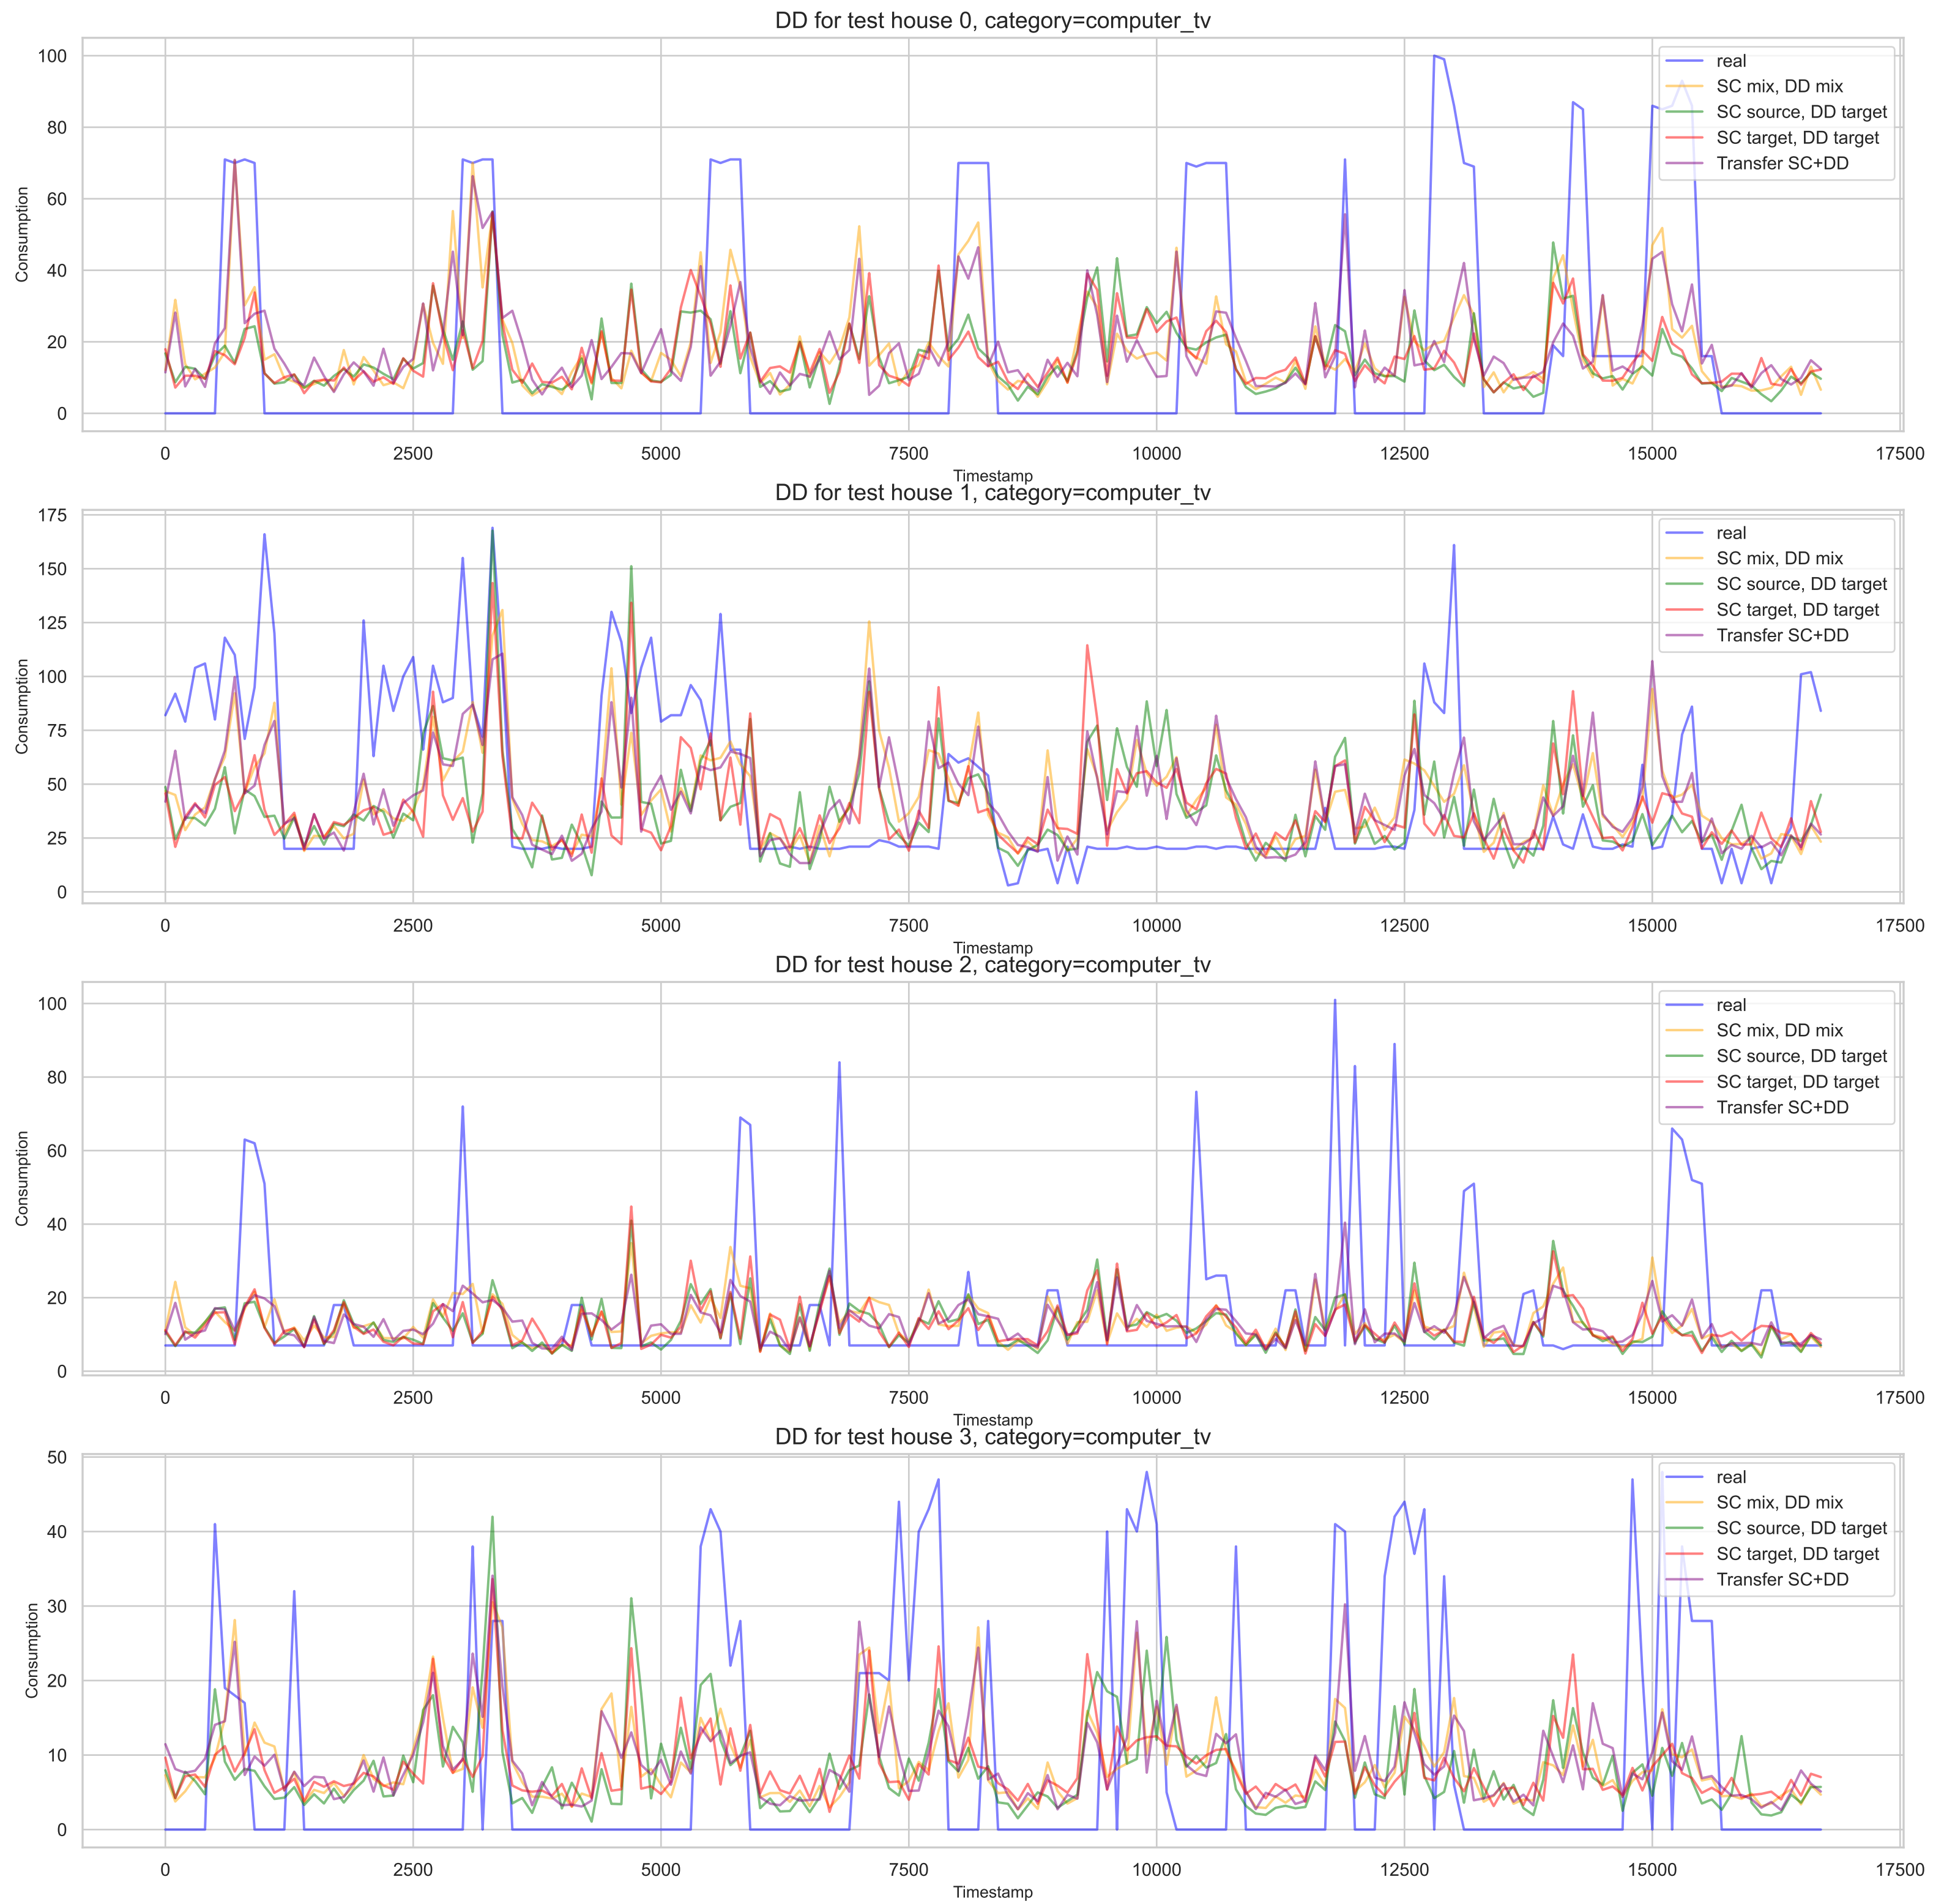 DD for test house 0, category=computer_tv
100
80
60
40
20
0
Consumption
real
SC mix, DD mix
SC source, DD target
SC target, DD target
Transfer SC+DD
0 2500 5000 7500 10000 12500 15000 17500
Timestamp
DD for test house 1, category=computer_tv
175
150
125
100
75
50
25
0
Consumption
real
SC mix, DD mix
SC source, DD target
SC target, DD target
Transfer SC+DD
0 2500 5000 7500 10000 12500 15000 17500
Timestamp
DD for test house 2, category=computer_tv
100
80
60
40
20
0
Consumption
real
SC mix, DD mix
SC source, DD target
SC target, DD target
Transfer SC+DD
0 2500 5000 7500 10000 12500 15000 17500
Timestamp
DD for test house 3, category=computer_tv
50
40
30
20
10
0
Consumption
real
SC mix, DD mix
SC source, DD target
SC target, DD target
Transfer SC+DD
0 2500 5000 7500 10000 12500 15000 17500
Timestamp